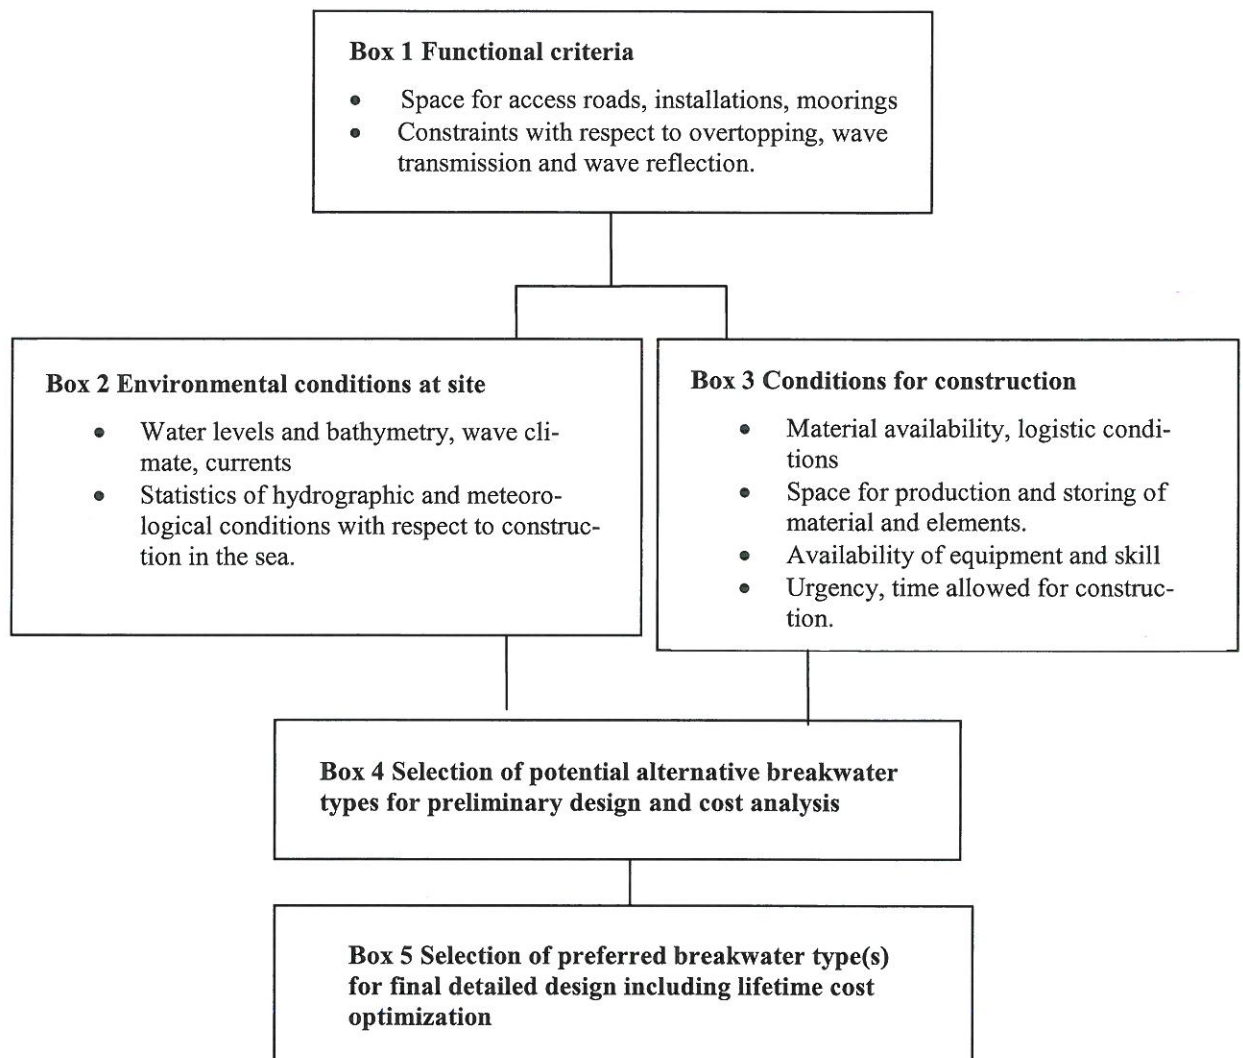 Box 1 Functional criteria
• Space for access roads, installations, moorings
• Constraints with respect to overtopping, wave
transmission and wave reflection.
Box 2 Environmental conditions at site
• Water levels and bathymetry, wave cli-
mate, currents
• Statistics of hydrographic and meteoro-
logical conditions with respect to construc-
tion in the sea.
Box 3 Conditions for construction
• Material availability, logistic condi-
tions
• Space for production and storing of
material and elements.
• Availability of equipment and skill
• Urgency, time allowed for construc-
tion.
Box 4 Selection of potential alternative breakwater
types for preliminary design and cost analysis
Box 5 Selection of preferred breakwater type(s)
for final detailed design including lifetime cost
optimization